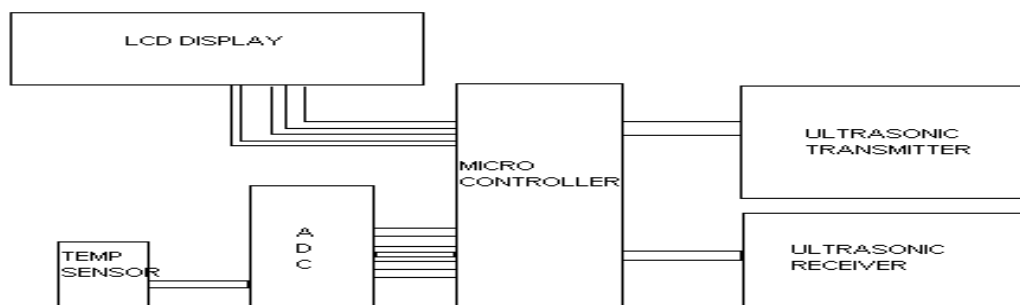 LCD DISPLAY
ULTRASONIC
TRANSMITTER
MICRO
CONTROLLER
A
D
C
TEMP
SENSOR
ULTRASONIC
RECEIVER